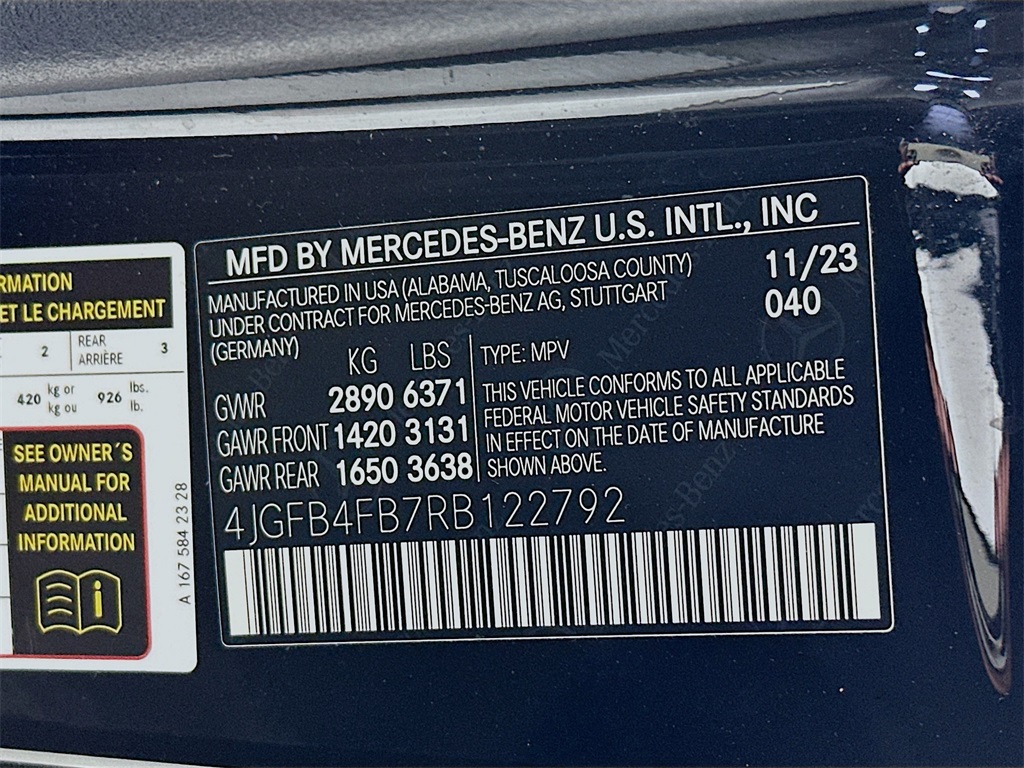 RMATION
ET LE CHARGEMENT
2 REAR 3
ARRIÈRE
420 kg or 926 lbs.
kg ou lb.
SEE OWNER´S
MANUAL FOR
ADDITIONAL
INFORMATION
A 167 584 23 28
MFD BY MERCEDES-BENZ U.S. INTL., INC
MANUFACTURED IN USA (ALABAMA, TUSCALOOSA COUNTY) 11/23
UNDER CONTRACT FOR MERCEDES-BENZ AG, STUTTGART 040
(GERMANY)
KG LBS
GVWR 2890 6371
GAWR FRONT 1420 3131
GAWR REAR 1650 3638
TYPE: MPV
THIS VEHICLE CONFORMS TO ALL APPLICABLE
FEDERAL MOTOR VEHICLE SAFETY STANDARDS
IN EFFECT ON THE DATE OF MANUFACTURE
SHOWN ABOVE.
4JGFB4FB7RB122792